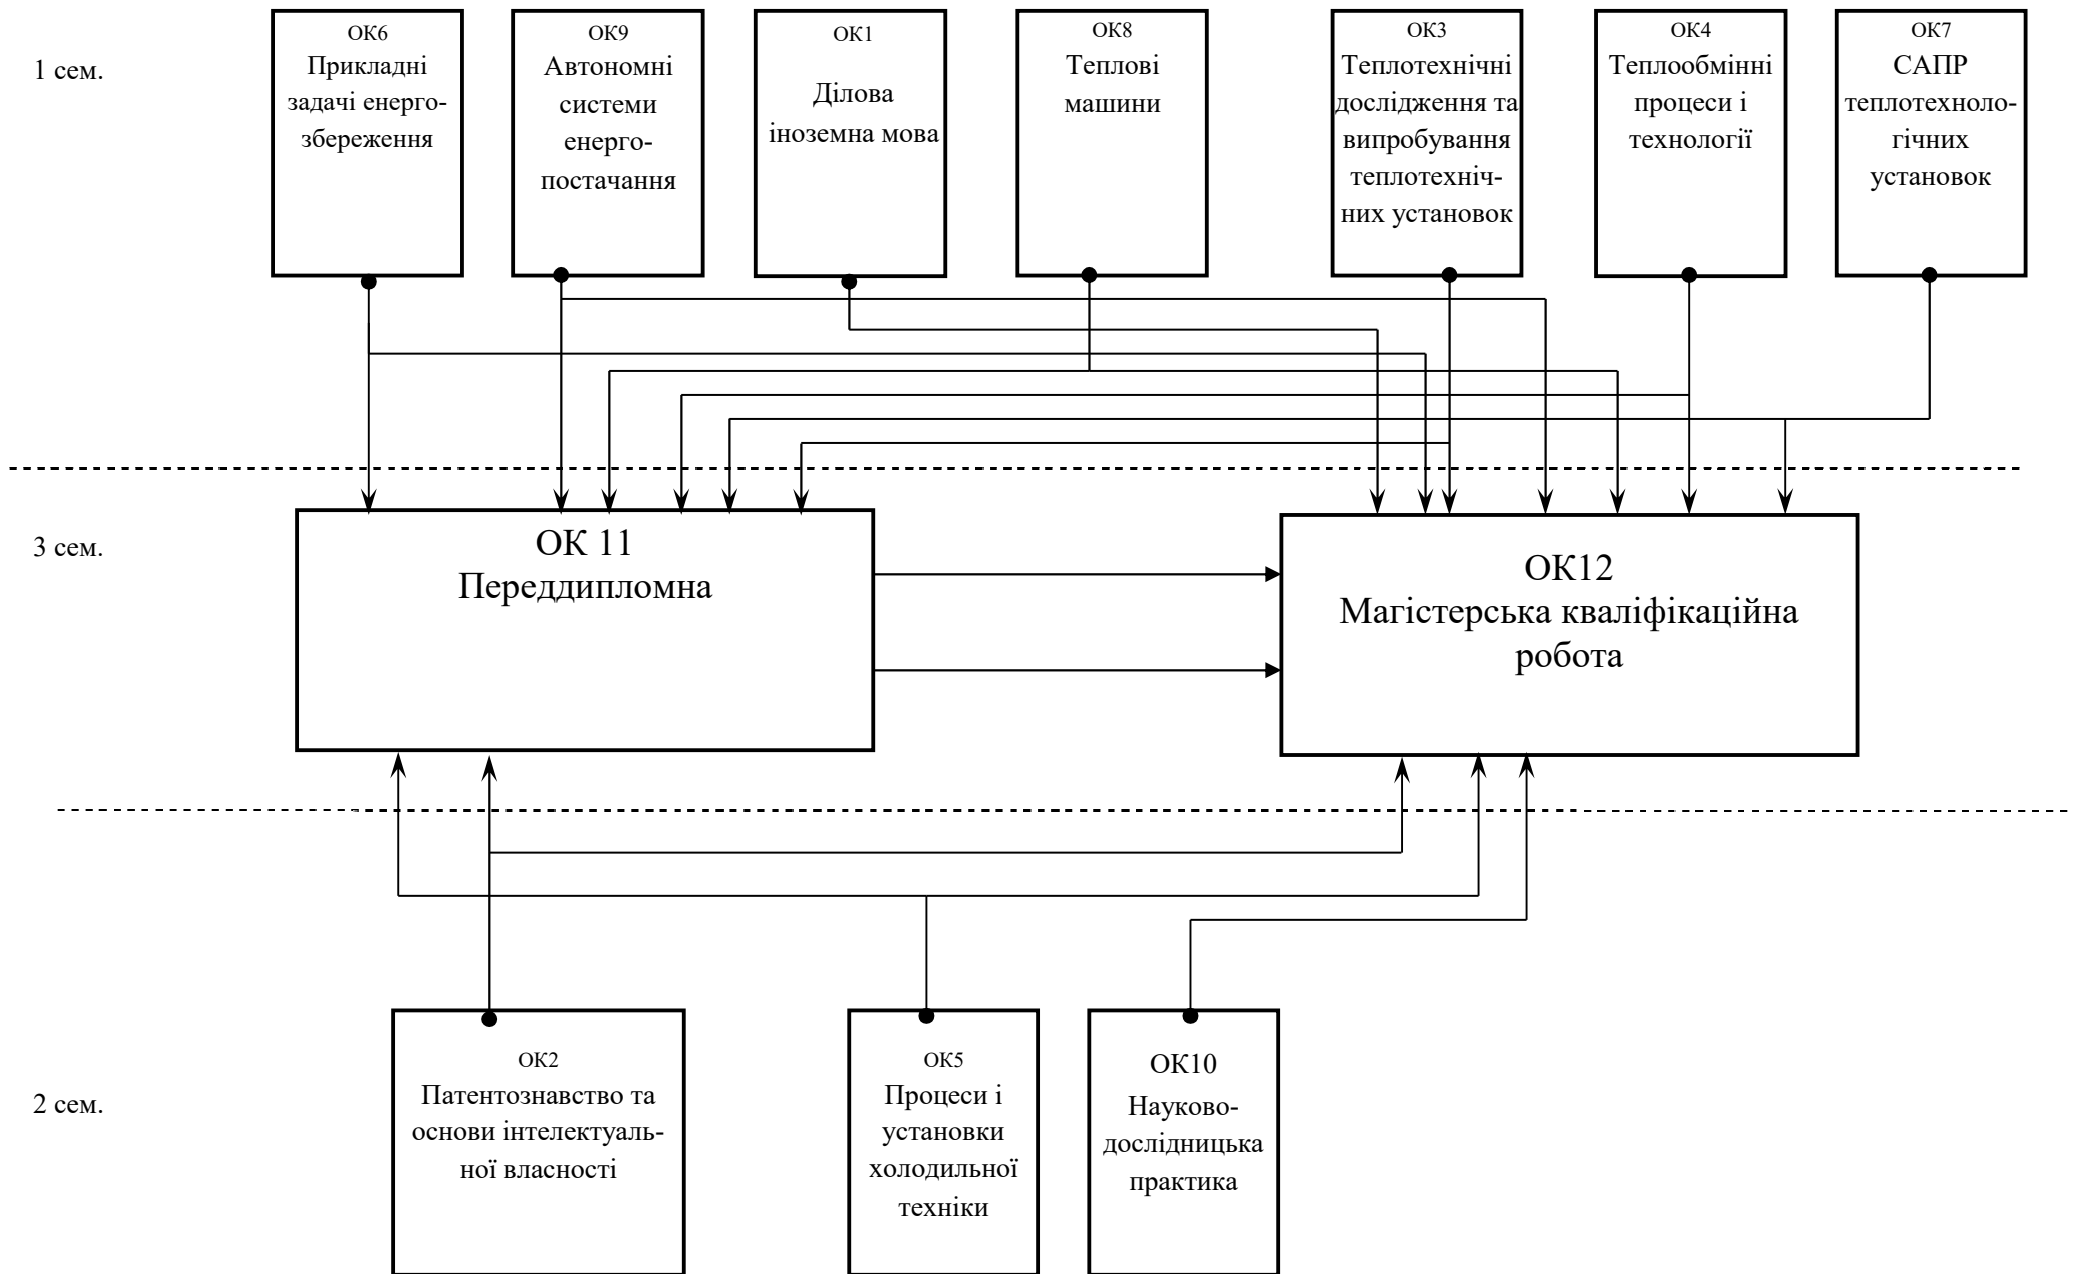 1 сем.
ОК6
Прикладні
задачі енерго-
збереження
ОК9
Автономні
системи
енерго-
постачання
ОК1
Ділова
іноземна мова
ОК8
Теплові
машини
ОК3
Теплотехнічні
дослідження та
випробування
теплотехніч-
них установок
ОК4
Теплообмінні
процеси і
технології
ОК7
САПР
теплотехноло-
гічних
установок
3 сем.
ОК 11
Переддипломна
ОК12
Магістерська кваліфікаційна
робота
2 сем.
ОК2
Патентознавство та
основи інтелектуаль-
ної власності
ОК5
Процеси і
установки
холодильної
техніки
ОК10
Науково-
дослідницька
практика